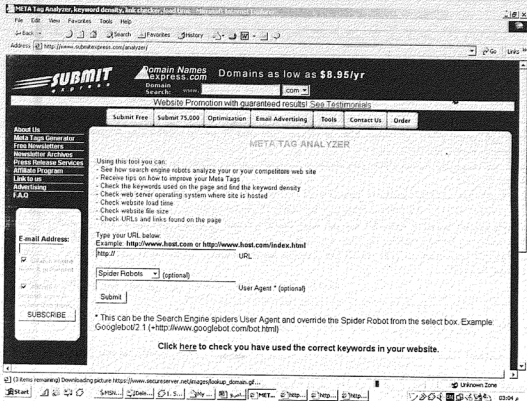 META Tag Analyzer, keyword density, link checker, load time - Microsoft Internet Explorer
File Edit View Favorites Tools Help
Back Search Favorites History
Address http://www.submitexpress.com/analyzer/ Go Links
SUBMIT express
Domain Names express.com Domains as low as $8.95/yr
Domain Search: www. .com
Website Promotion with guaranteed results! See Testimonials
Submit Free Submit 75,000 Optimization Email Advertising Tools Contact Us Order
About Us
Meta Tags Generator
Free Newsletters
Newsletter Archives
Press Release Services
Affiliate Program
Link to us
Advertising
F.A.Q
E-mail Address:
SUBSCRIBE
META TAG ANALYZER
Using this tool you can:
- See how search engine robots analyze your or your competitors web site
- Receive tips on how to improve your Meta Tags
- Check the keywords used on the page and find the keyword density
- Check web server operating system where site is hosted
- Check website load time
- Check website file size
- Check URLs and links found on the page
Type your URL below:
Example: http://www.host.com or http://www.host.com/index.html
http:// URL
Spider Robots (optional)
User Agent * (optional)
Submit
* This can be the Search Engine spiders User Agent and override the Spider Robot from the select box. Example:
Googlebot/2.1 (+http://www.googlebot.com/bot.html)
Click here to check you have used the correct keywords in your website.
(3 items remaining) Downloading picture https://www.secureserver.net/images/lookup_domain.gif... Unknown Zone
Start 03:04